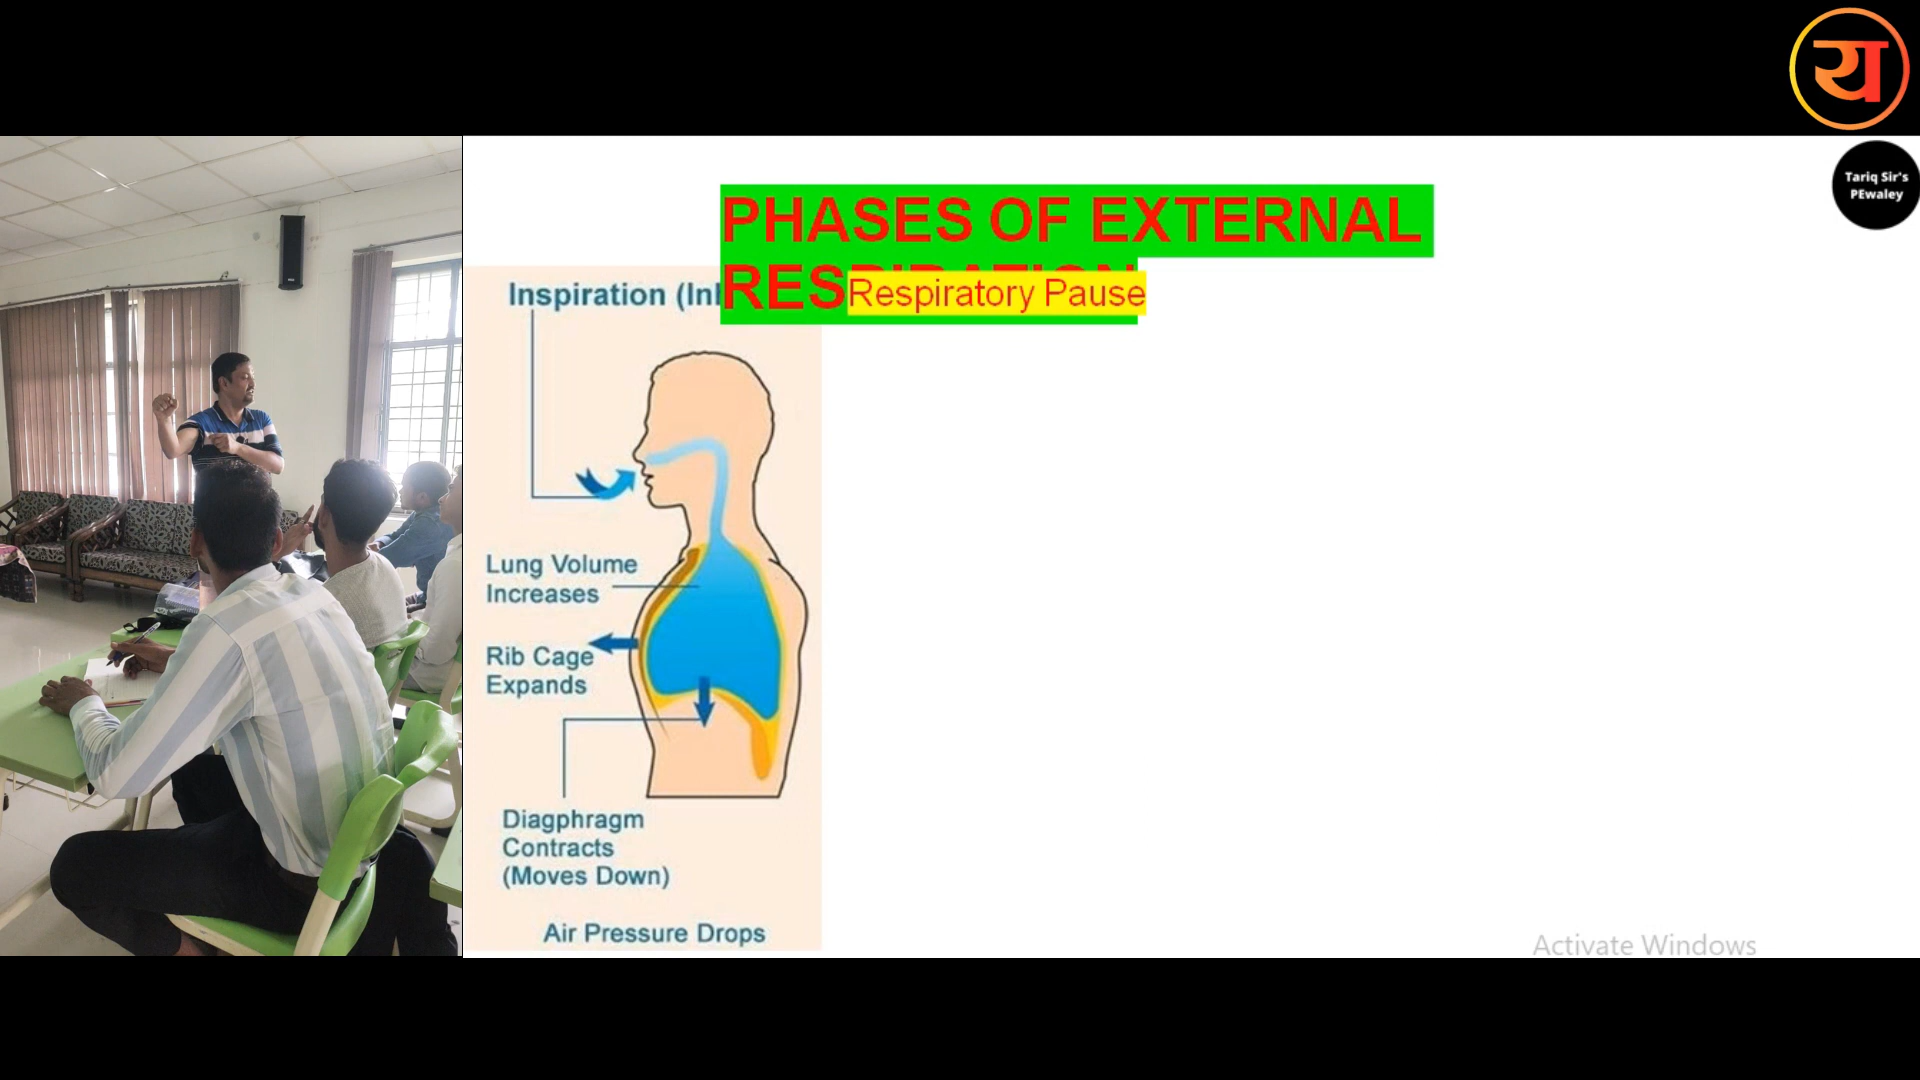 य
Tariq Sir's
PEwaley
PHASES OF EXTERNAL
RES
Respiratory Pause
Inspiration (Inl
Lung Volume
Increases
Rib Cage
Expands
Diagphragm
Contracts
(Moves Down)
Air Pressure Drops
Activate Windows